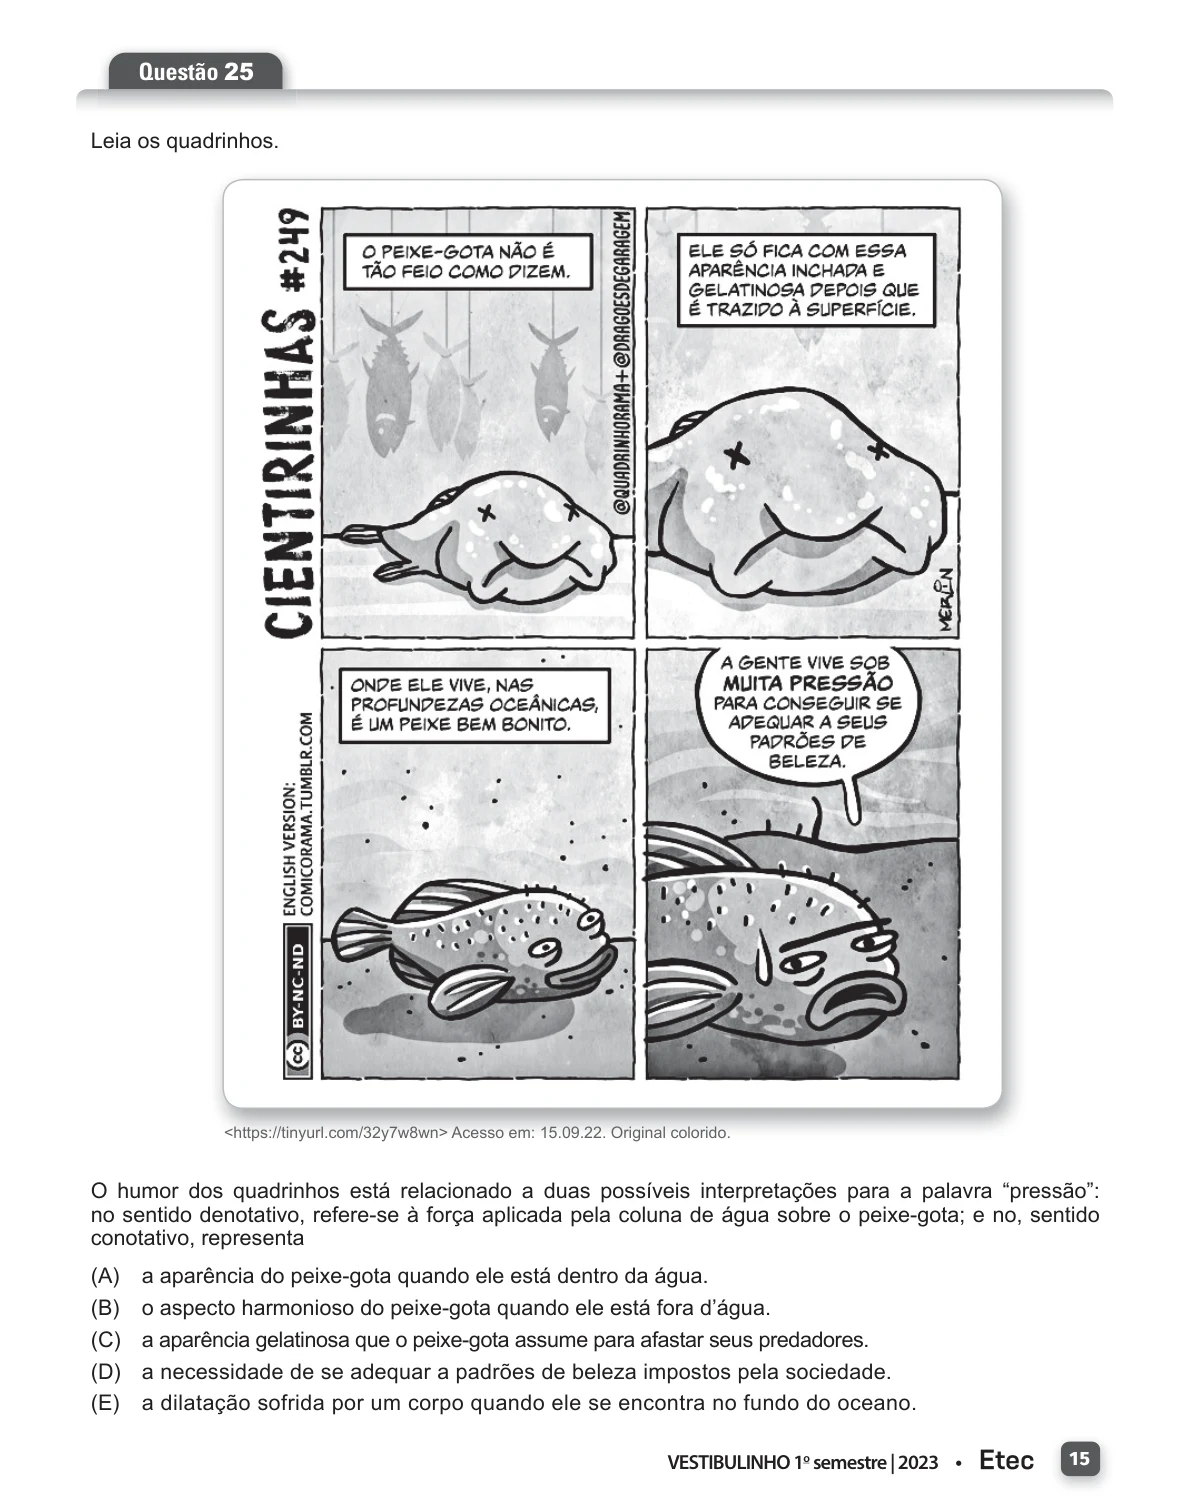 Questão 25
Leia os quadrinhos.
CIENTIRINHAS #249
O PEIXE-GOTA NÃO É
TÃO FEIO COMO DIZEM.
@QUADRINHORAMA+@DRAGOESDEGARAGEM
ELE SÓ FICA COM ESSA
APARÊNCIA INCHADA E
GELATINOSA DEPOIS QUE
É TRAZIDO À SUPERFÍCIE.
MERLIN
ENGLISH VERSION:
COMICORAMA.TUMBLR.COM
cc BY-NC-ND
ONDE ELE VIVE, NAS
PROFUNDEZAS OCEÂNICAS,
É UM PEIXE BEM BONITO.
A GENTE VIVE SOB
MUITA PRESSÃO
PARA CONSEGUIR SE
ADEQUAR A SEUS
PADRÕES DE
BELEZA.
<https://tinyurl.com/32y7w8wn> Acesso em: 15.09.22. Original colorido.
O humor dos quadrinhos está relacionado a duas possíveis interpretações para a palavra “pressão”:
no sentido denotativo, refere-se à força aplicada pela coluna de água sobre o peixe-gota; e no, sentido
conotativo, representa
(A) a aparência do peixe-gota quando ele está dentro da água.
(B) o aspecto harmonioso do peixe-gota quando ele está fora d’água.
(C) a aparência gelatinosa que o peixe-gota assume para afastar seus predadores.
(D) a necessidade de se adequar a padrões de beleza impostos pela sociedade.
(E) a dilatação sofrida por um corpo quando ele se encontra no fundo do oceano.
VESTIBULINHO 1º semestre | 2023 • Etec 15